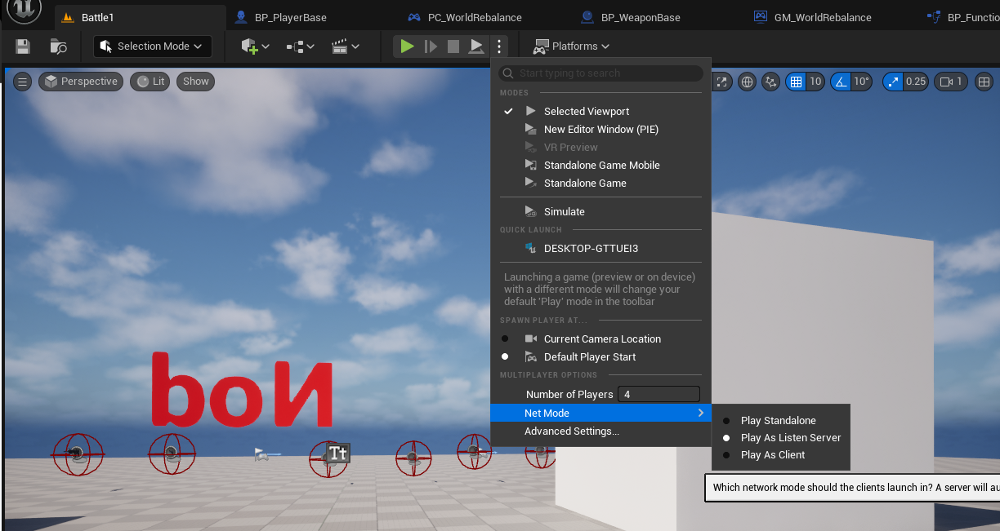 Battle1
BP_PlayerBase
PC_WorldRebalance
BP_WeaponBase
GM_WorldRebalance
BP_Functio
Selection Mode
Platforms
Perspective
Lit
Show
10
10°
0.25
1
Start typing to search
MODES
Selected Viewport
New Editor Window (PIE)
VR Preview
Standalone Game Mobile
Standalone Game
Simulate
QUICK LAUNCH
DESKTOP-GTTUEI3
Launching a game (preview or on device)
with a different mode will change your
default 'Play' mode in the toolbar
SPAWN PLAYER AT...
Current Camera Location
Default Player Start
MULTIPLAYER OPTIONS
Number of Players 4
Net Mode
Advanced Settings...
Play Standalone
Play As Listen Server
Play As Client
Which network mode should the clients launch in? A server will au
Nod
Tt